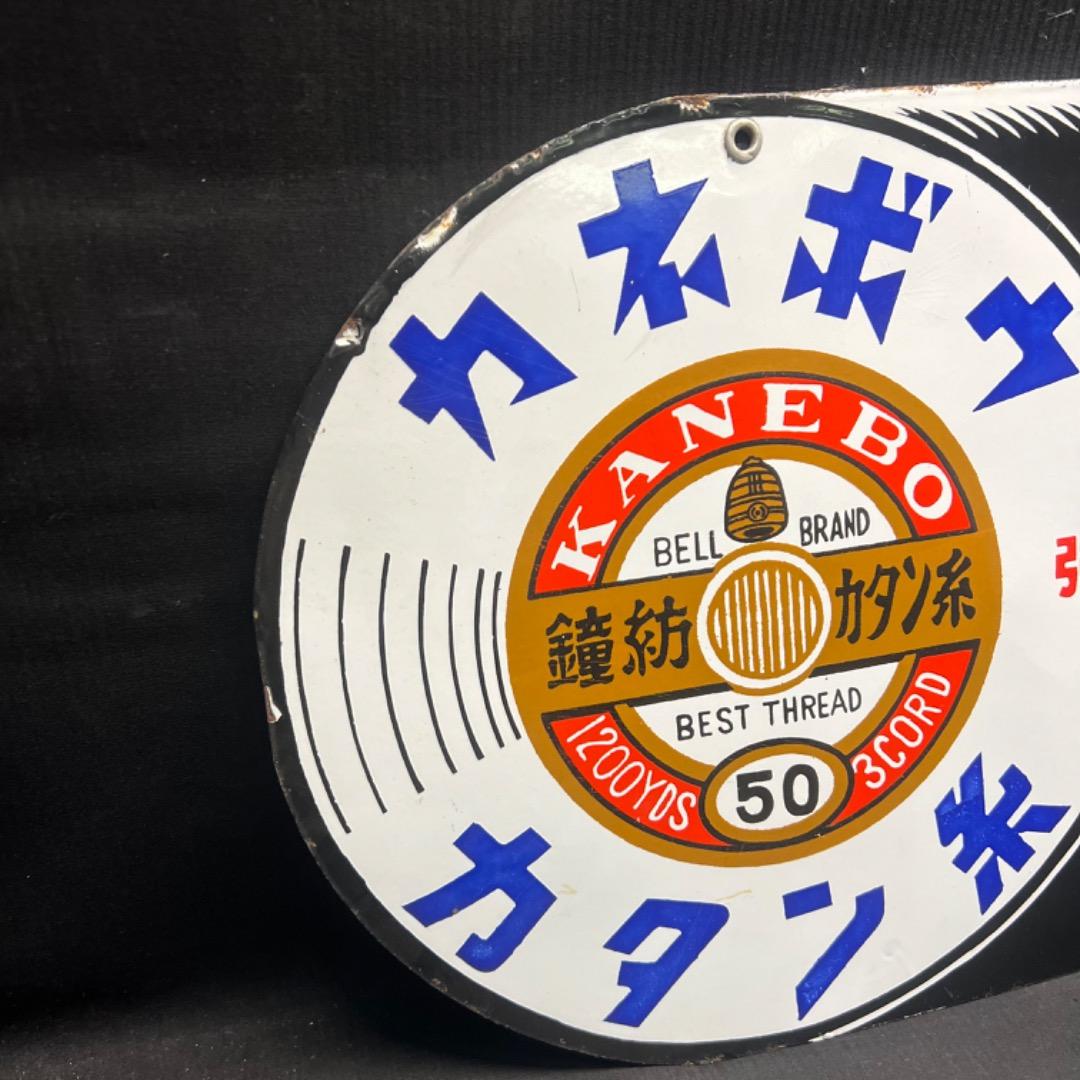 カネボウ
KANEBO
BELL BRAND
鐘紡 カタン糸
BEST THREAD
1200YDS 50 3CORD
カタン糸